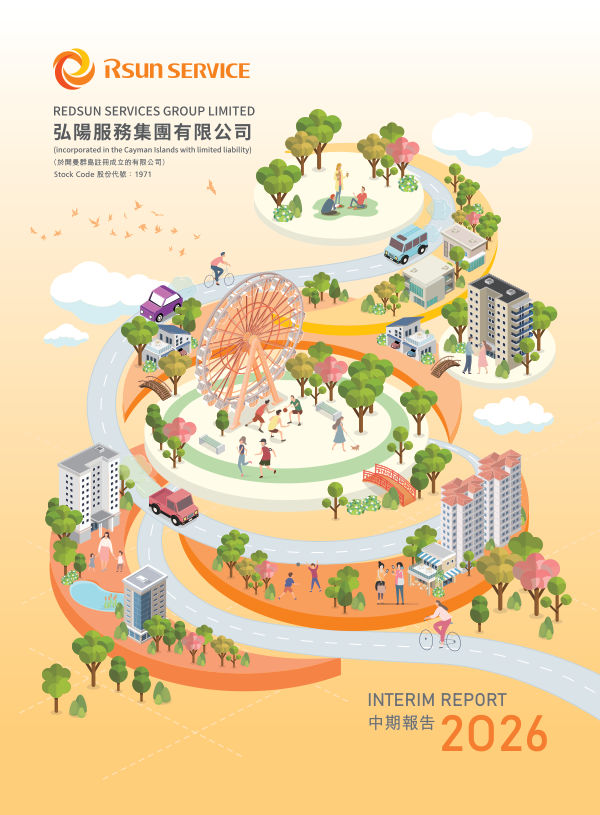 RSUN SERVICE
REDSUN SERVICES GROUP LIMITED
弘陽服務集團有限公司
(incorporated in the Cayman Islands with limited liability)
(於開曼群島註冊成立的有限公司)
Stock Code 股份代號：1971
INTERIM REPORT
中期報告 2026